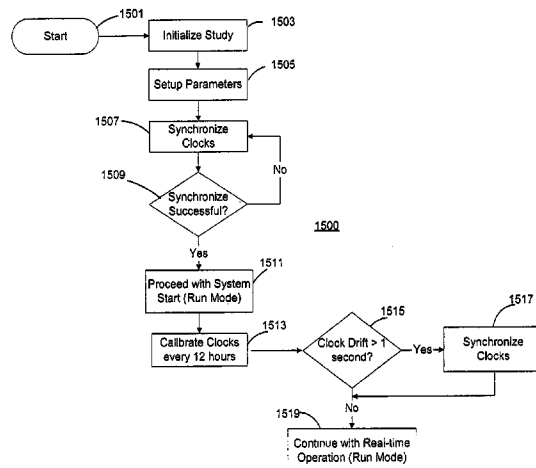 1501
Start
1503
Initialize Study
1505
Setup Parameters
1507
Synchronize
Clocks
No
1509
Synchronize
Successful?
1500
Yes
1511
Proceed with System
Start (Run Mode)
1513
Calibrate Clocks
every 12 hours
1515
Clock Drift > 1
second?
Yes
1517
Synchronize
Clocks
No
1519
Continue with Real-time
Operation (Run Mode)